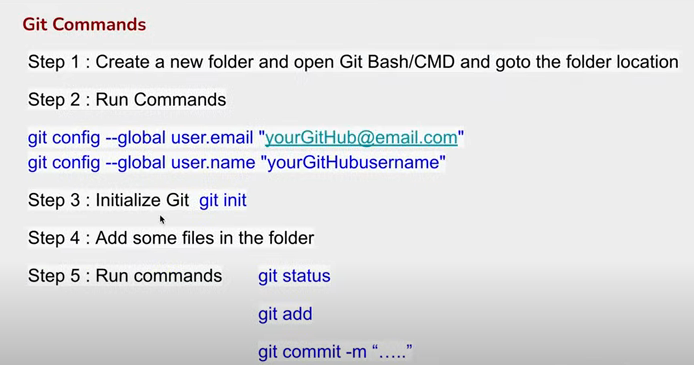 Git Commands
Step 1 : Create a new folder and open Git Bash/CMD and goto the folder location
Step 2 : Run Commands
git config --global user.email "yourGitHub@email.com"
git config --global user.name "yourGitHubusername"
Step 3 : Initialize Git git init
Step 4 : Add some files in the folder
Step 5 : Run commands git status
git add
git commit -m “…..”